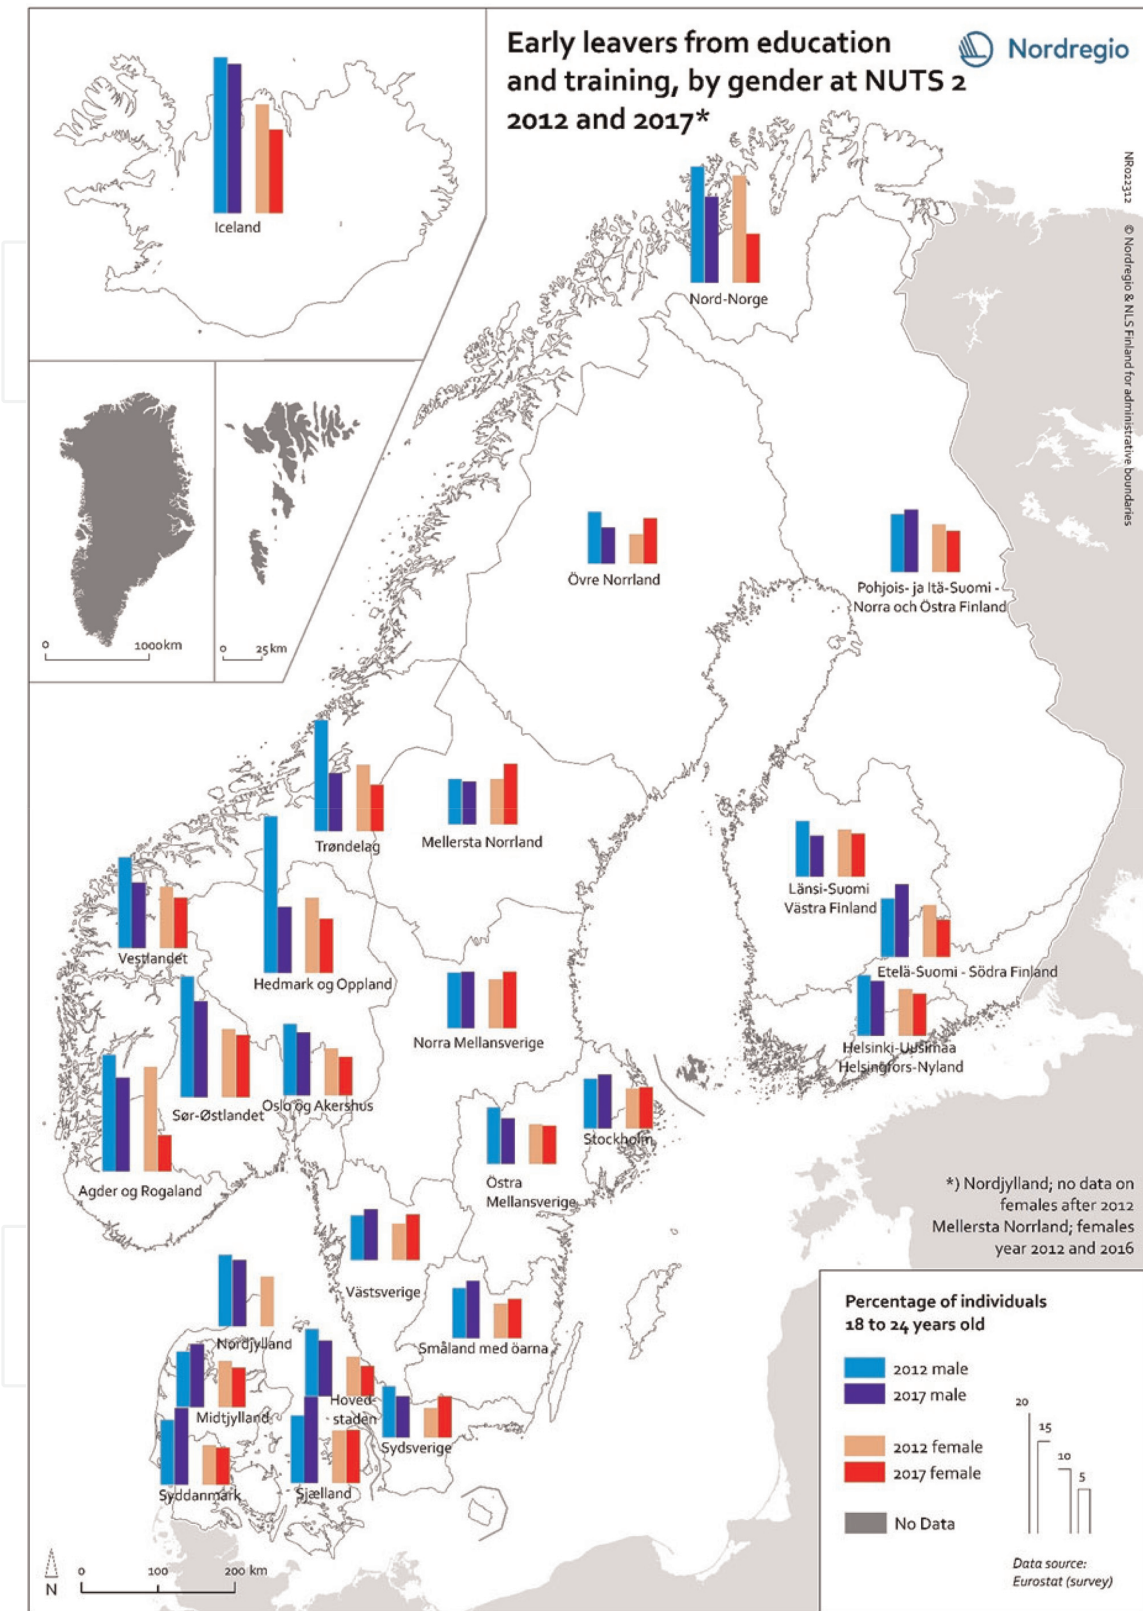 Early leavers from education
and training, by gender at NUTS 2
2012 and 2017*
Nordregio
NR022312 © Nordregio & NLS Finland for administrative boundaries
Iceland
Nord-Norge
0 1000km
0 25km
Övre Norrland
Pohjois- ja Itä-Suomi -
Norra och Östra Finland
Trøndelag
Mellersta Norrland
Länsi-Suomi
Västra Finland
Vestlandet
Hedmark og Oppland
Etelä-Suomi - Södra Finland
Norra Mellansverige
Helsinki-Uusimaa
Helsingfors-Nyland
Sør-Østlandet
Oslo og Akershus
Stockholm
Agder og Rogaland
Östra
Mellansverige
*) Nordjylland; no data on
females after 2012
Mellersta Norrland; females
year 2012 and 2016
Västsverige
Nordjylland
Småland med öarna
Midtjylland
Hoved-
staden
Sydsverige
Syddanmark
Sjælland
Percentage of individuals
18 to 24 years old
2012 male
2017 male
2012 female
2017 female
No Data
20
15
10
5
Data source:
Eurostat (survey)
N
0 100 200 km